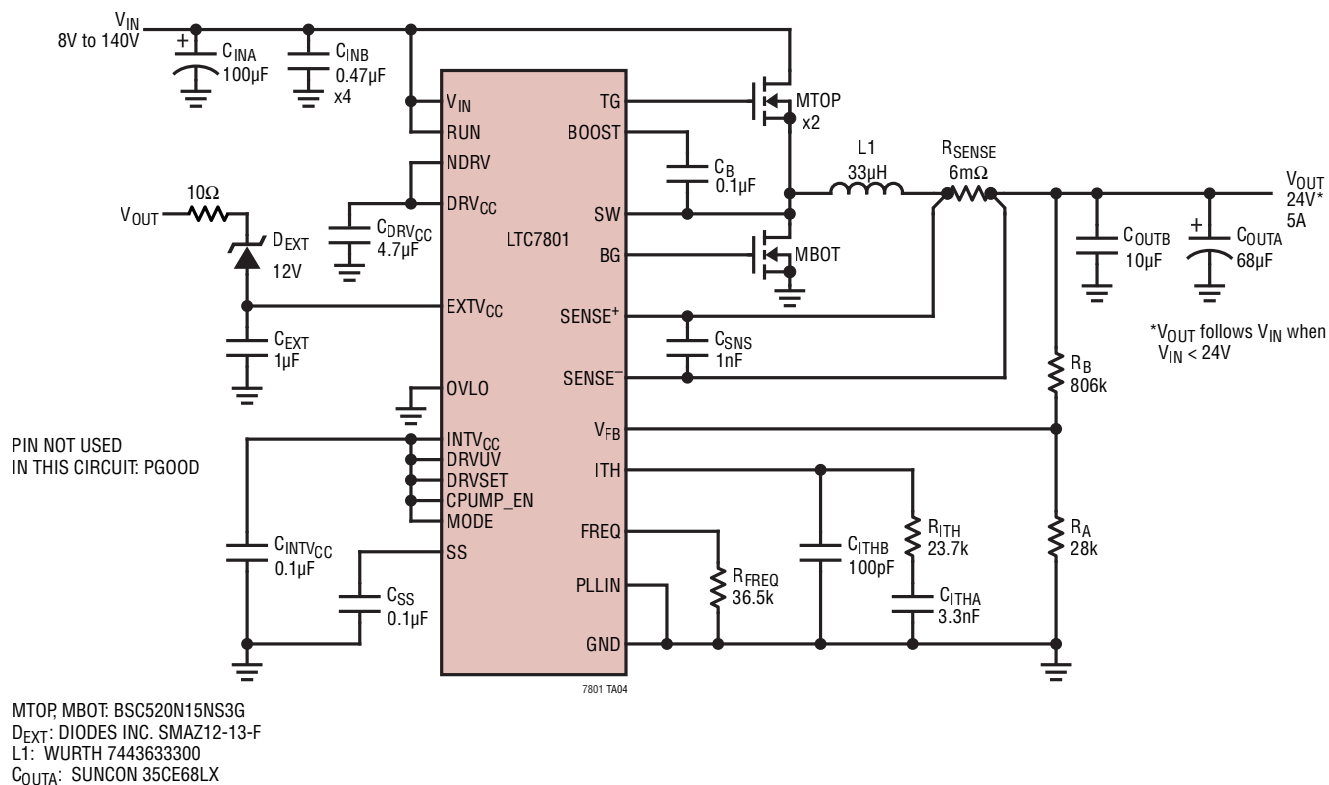 VIN
8V to 140V
+
CINA
100µF
CINB
0.47µF
x4
VIN
RUN
NDRV
DRVCC
CDRVCC
4.7µF
VOUT
10Ω
DEXT
12V
EXTVCC
CEXT
1µF
OVLO
PIN NOT USED
IN THIS CIRCUIT: PGOOD
INTVCC
DRVUV
DRVSET
CPUMP_EN
MODE
SS
CINTVCC
0.1µF
CSS
0.1µF
LTC7801
TG
BOOST
SW
BG
SENSE+
SENSE–
VFB
ITH
FREQ
PLLIN
GND
MTOP
x2
CB
0.1µF
L1
33µH
RSENSE
6mΩ
MBOT
CSNS
1nF
VOUT
24V*
5A
COUTB
10µF
+
COUTA
68µF
*VOUT follows VIN when
VIN < 24V
RB
806k
RA
28k
RFREQ
36.5k
CITHB
100pF
RITH
23.7k
CITHA
3.3nF
7801 TA04
MTOP, MBOT: BSC520N15NS3G
DEXT: DIODES INC. SMAZ12-13-F
L1: WURTH 7443633300
COUTA: SUNCON 35CE68LX